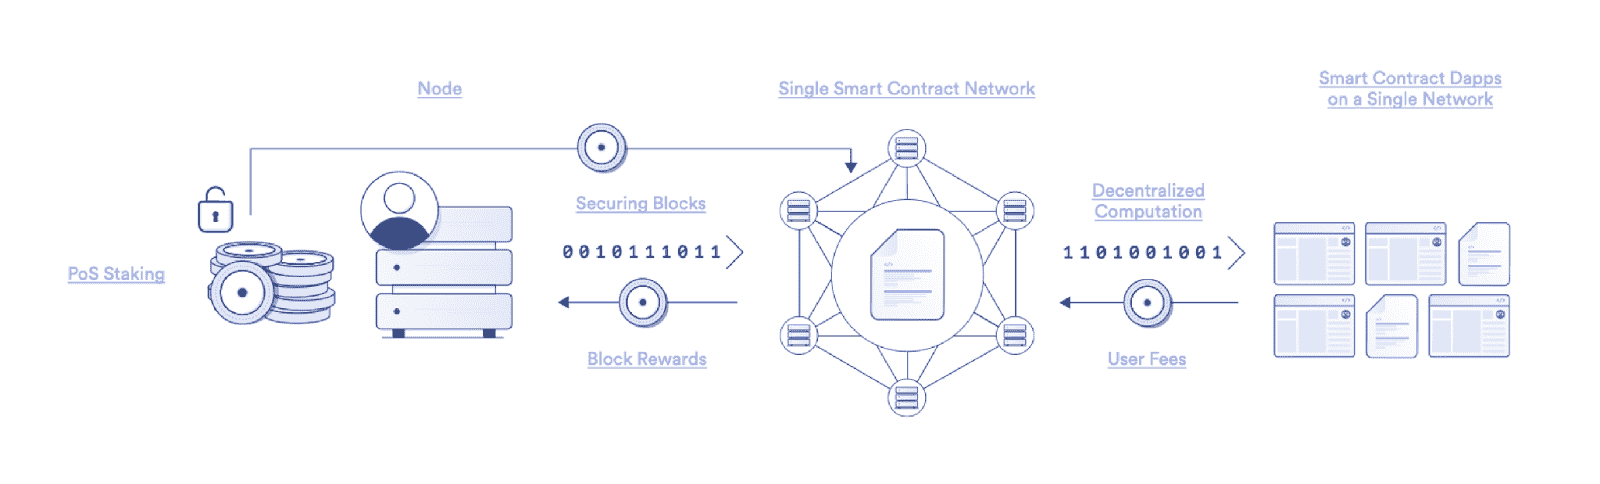 Node
Single Smart Contract Network
Smart Contract Dapps
on a Single Network
Securing Blocks
Decentralized
Computation
0010111011
1101001001
PoS Staking
Block Rewards
User Fees